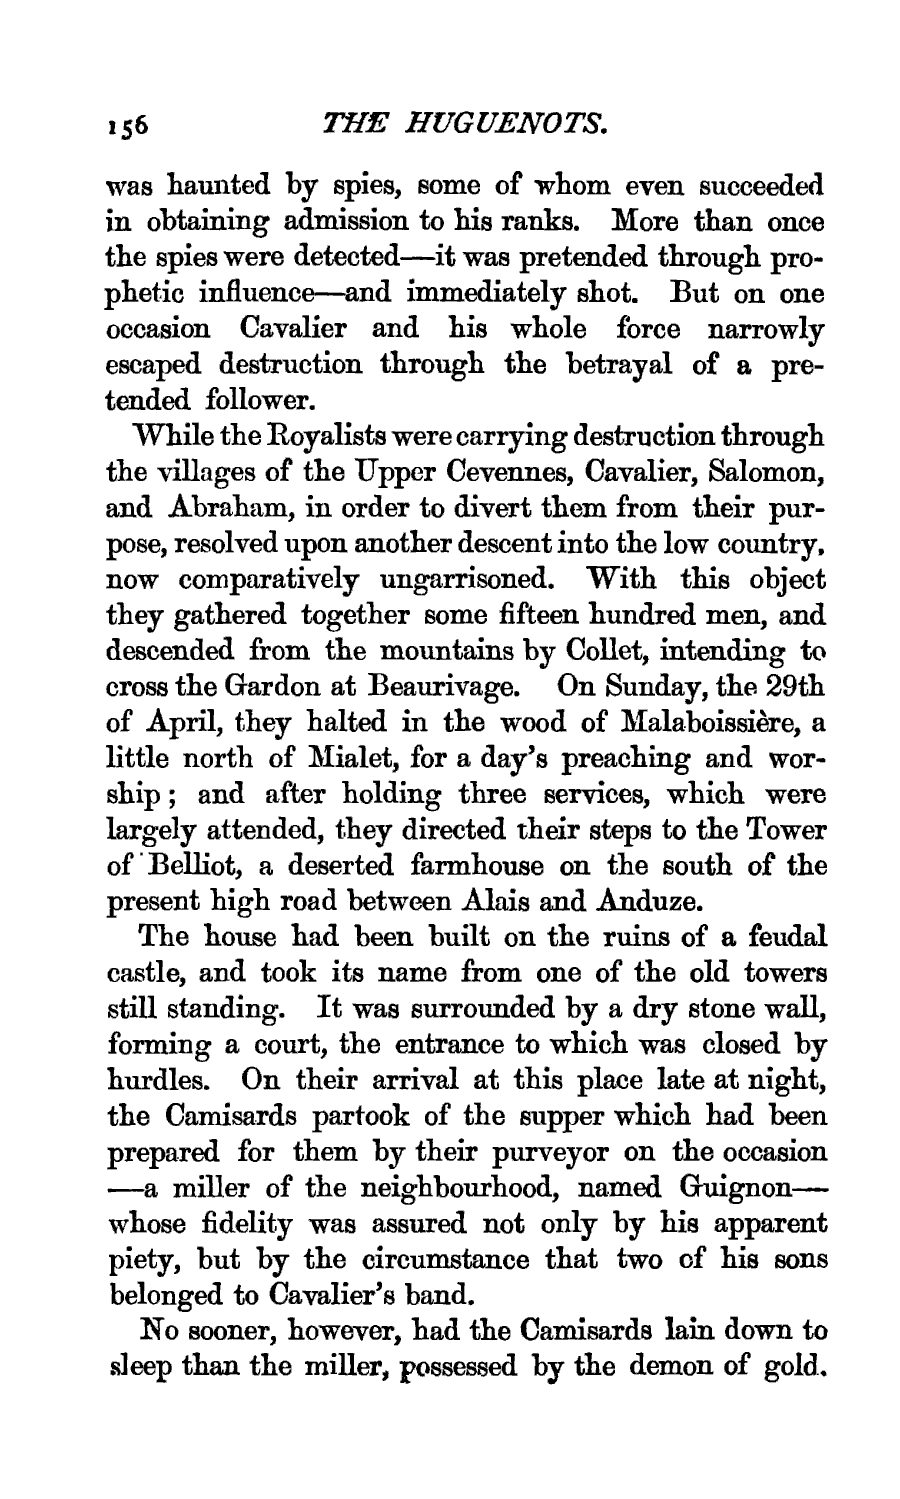 156 THE HUGUENOTS.
was haunted by spies, some of whom even succeeded
in obtaining admission to his ranks. More than once
the spies were detected—it was pretended through pro-
phetic influence—and immediately shot. But on one
occasion Cavalier and his whole force narrowly
escaped destruction through the betrayal of a pre-
tended follower.
While the Royalists were carrying destruction through
the villages of the Upper Cevennes, Cavalier, Salomon,
and Abraham, in order to divert them from their pur-
pose, resolved upon another descent into the low country.
now comparatively ungarrisoned. With this object
they gathered together some fifteen hundred men, and
descended from the mountains by Collet, intending to
cross the Gardon at Beaurivage. On Sunday, the 29th
of April, they halted in the wood of Malaboissière, a
little north of Mialet, for a day's preaching and wor-
ship; and after holding three services, which were
largely attended, they directed their steps to the Tower
of Belliot, a deserted farmhouse on the south of the
present high road between Alais and Anduze.
The house had been built on the ruins of a feudal
castle, and took its name from one of the old towers
still standing. It was surrounded by a dry stone wall,
forming a court, the entrance to which was closed by
hurdles. On their arrival at this place late at night,
the Camisards partook of the supper which had been
prepared for them by their purveyor on the occasion
—a miller of the neighbourhood, named Guignon—
whose fidelity was assured not only by his apparent
piety, but by the circumstance that two of his sons
belonged to Cavalier's band.
No sooner, however, had the Camisards lain down to
sleep than the miller, possessed by the demon of gold.